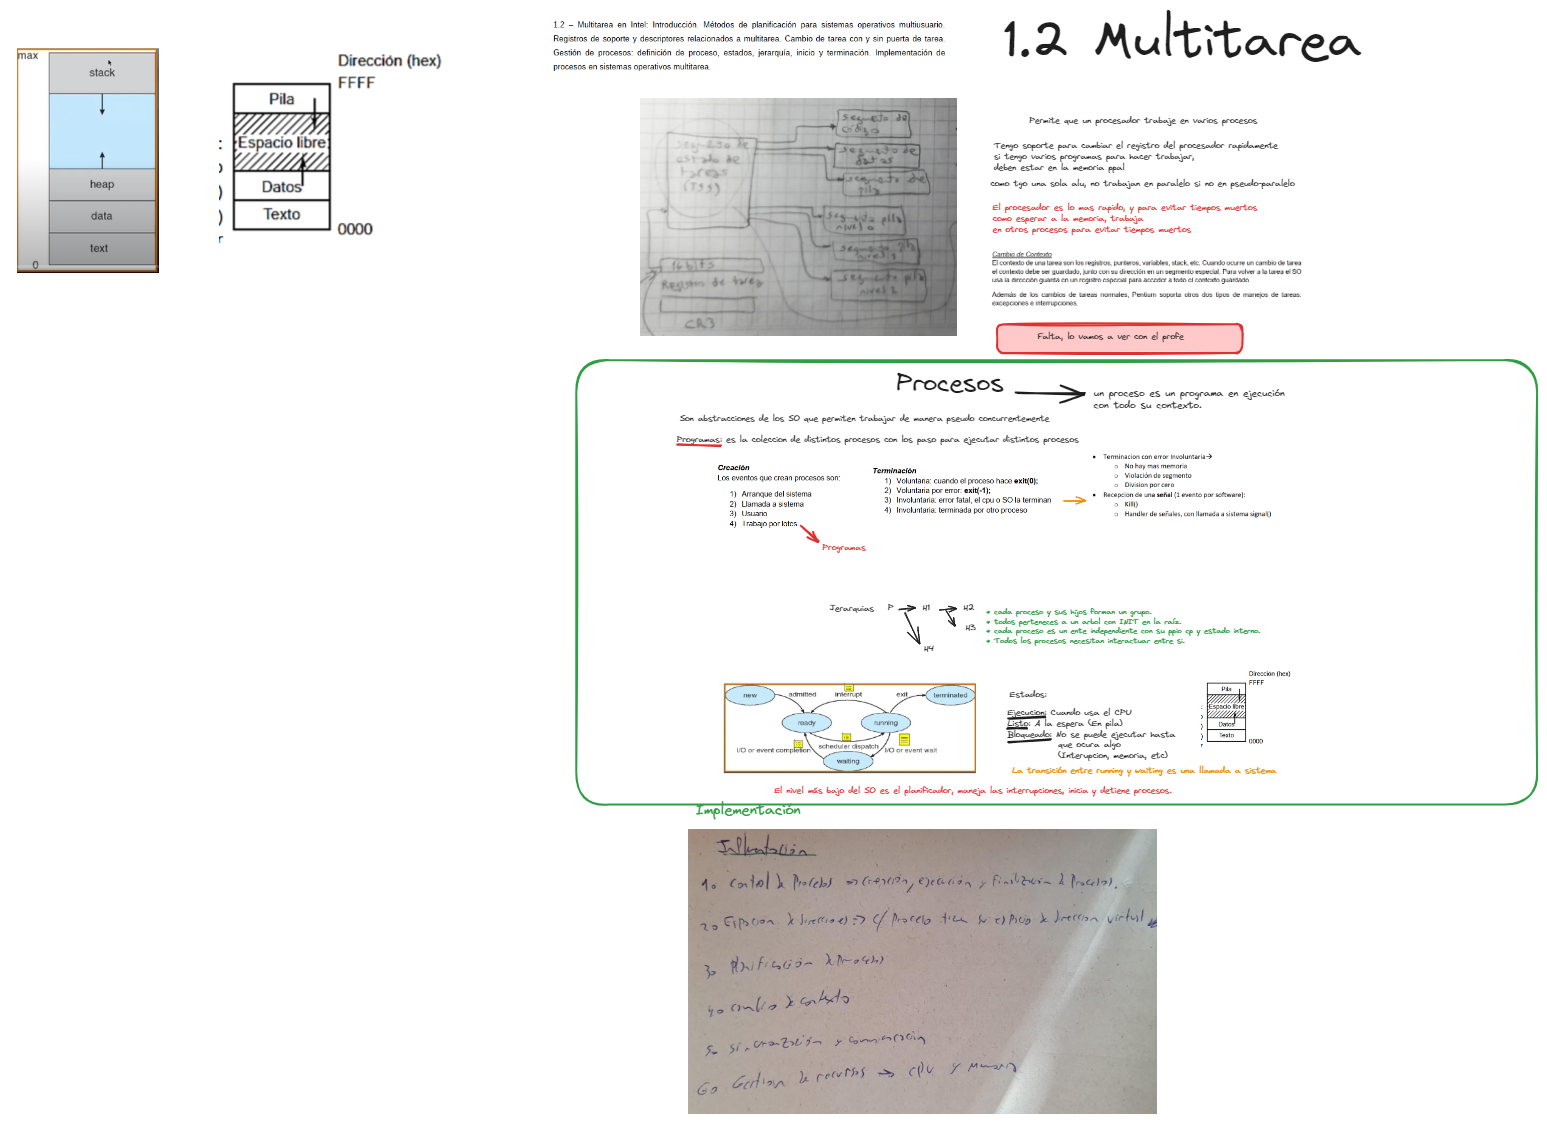 max
stack
heap
data
text
0
Dirección (hex)
FFFF
Pila
Espacio libre
Datos
Texto
0000
:
)
)
r
1.2 – Multitarea en Intel: Introducción. Métodos de planificación para sistemas operativos multiusuario.
Registros de soporte y descriptores relacionados a multitarea. Cambio de tarea con y sin puerta de tarea.
Gestión de procesos: definición de proceso, estados, jerarquía, inicio y terminación. Implementación de
procesos en sistemas operativos multitarea.
1.2 Multitarea
segmeto de
estado de
tareas
(TSS)
segmeto de
código
segmeto de
datos
segmeto de
pila
segmeto pila
nivel 0
segmeto pila
nivel 1
segmeto pila
nivel 2
16 bits
Registro de tarea
CR3
Permite que un procesador trabaje en varios procesos
Tengo soporte para cambiar el registro del procesador rapidamente
si tengo varios programas para hacer trabajar,
deben estar en la memoria ppal
como tgo una sola alu, no trabajan en paralelo si no en pseudo-paralelo
El procesador es lo mas rapido, y para evitar tiempos muertos
como esperar a la memoria, trabaja
en otros procesos para evitar tiempos muertos
Cambio de Contexto
El contexto de una tarea son los registros, punteros, variables, stack, etc. Cuando ocurre un cambio de tarea
el contexto debe ser guardado, junto con su dirección en un segmento especial. Para volver a la tarea el SO
usa la dirección guarda en un registro especial para acceder a todo el contexto guardado
Además de los cambios de tareas normales, Pentium soporta otros dos tipos de manejos de tareas:
excepciones e interrupciones.
Falta, lo vamos a ver con el profe
Procesos
un proceso es un programa en ejecución
con todo su contexto.
Son abstracciones de los SO que permiten trabajar de manera pseudo concurrentemente
Programas: es la coleccion de distintos procesos con los paso para ejecutar distintos procesos
Creación
Los eventos que crean procesos son:
1) Arranque del sistema
2) Llamada a sistema
3) Usuario
4) Trabajo por lotes
Programas
Terminación
1) Voluntaria: cuando el proceso hace exit(0);
2) Voluntaria por error: exit(-1);
3) Involuntaria: error fatal, el cpu o SO la terminan
4) Involuntaria: terminada por otro proceso
• Terminacion con error Involuntaria→
o No hay mas memoria
o Violación de segmento
o Division por cero
• Recepcion de una señal (1 evento por software):
o Kill()
o Handler de señales, con llamada a sistema signal()
Jerarquias P H1 H2
H3
H4
* cada proceso y sus hijos forman un grupo.
* todos perteneces a un arbol con INIT en la raíz.
* cada proceso es un ente independiente con su ppio cp y estado interno.
* Todos los procesos necesitan interactuar entre si.
new
admitted
interrupt
exit
terminated
ready
running
I/O or event completion
scheduler dispatch
I/O or event wait
waiting
Estados:
Ejecucion: Cuando usa el CPU
Listo: A la espera (En pila)
Bloqueado: No se puede ejecutar hasta
que ocura algo
(Interupcion, memoria, etc)
La transición entre running y waiting es una llamada a sistema
Dirección (hex)
FFFF
Pila
Espacio libre
Datos
Texto
0000
:
)
)
r
El nivel más bajo del SO es el planificador, maneja las interrupciones, inicia y detiene procesos.
Implementación
1o control de Procesos => creación, ejecución y Finalización de Procesos.
2o Espacion de direcciones => c/ Proceso tiene su espacio de direccion virtual
3o Planificación de Procesos
4o cambio de contexto
5o sincronización y comunicación
6o Gestion de recursos → CPU y Memoria